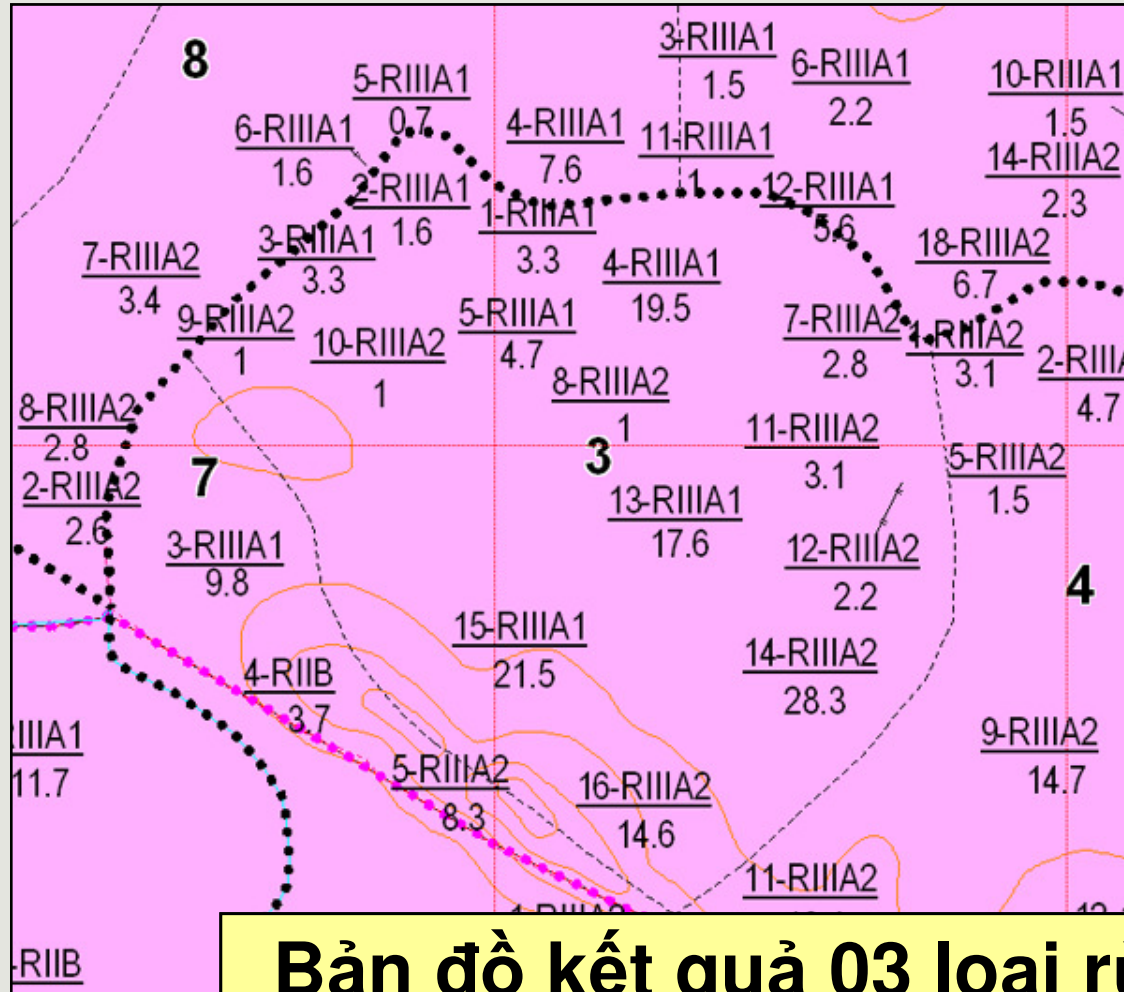 8
3-RIIIA1
1.5
6-RIIIA1
2.2
5-RIIIA1
0.7
10-RIIIA1
1.5
6-RIIIA1
1.6
4-RIIIA1
7.6
11-RIIIA1
1
14-RIIIA2
2.3
2-RIIIA1
1.6
1-RIIIA1
3.3
12-RIIIA1
5.6
3-RIIIA1
3.3
7-RIIIA2
3.4
4-RIIIA1
19.5
18-RIIIA2
6.7
9-RIIIA2
1
10-RIIIA2
1
5-RIIIA1
4.7
7-RIIIA2
2.8
1-RIIIA2
3.1
2-RIIIA
4.7
8-RIIIA2
2.8
8-RIIIA2
1
11-RIIIA2
3.1
7
3
2-RIIIA2
2.6
5-RIIIA2
1.5
13-RIIIA1
17.6
3-RIIIA1
9.8
12-RIIIA2
2.2
4
15-RIIIA1
21.5
14-RIIIA2
28.3
4-RIIB
3.7
IIIA1
11.7
9-RIIIA2
14.7
5-RIIIA2
8.3
16-RIIIA2
14.6
11-RIIIA2
-RIIB
Bản đồ kết quả 03 loại